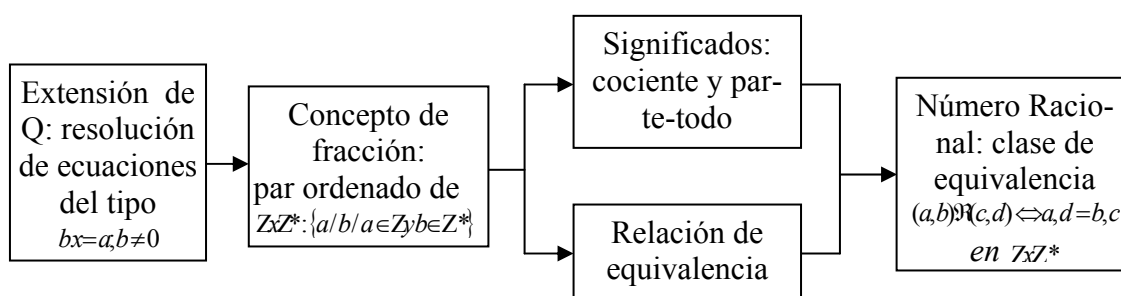 Extensión de
Q: resolución
de ecuaciones
del tipo
bx=a,b≠0
Concepto de
fracción:
par ordenado de
ZxZ*:{a/b/a∈Zyb∈Z*}
Significados:
cociente y par-
te-todo
Relación de
equivalencia
Número Racio-
nal: clase de
equivalencia
(a,b)ℜ(c,d)⇔a,d=b,c
en ZxZ*